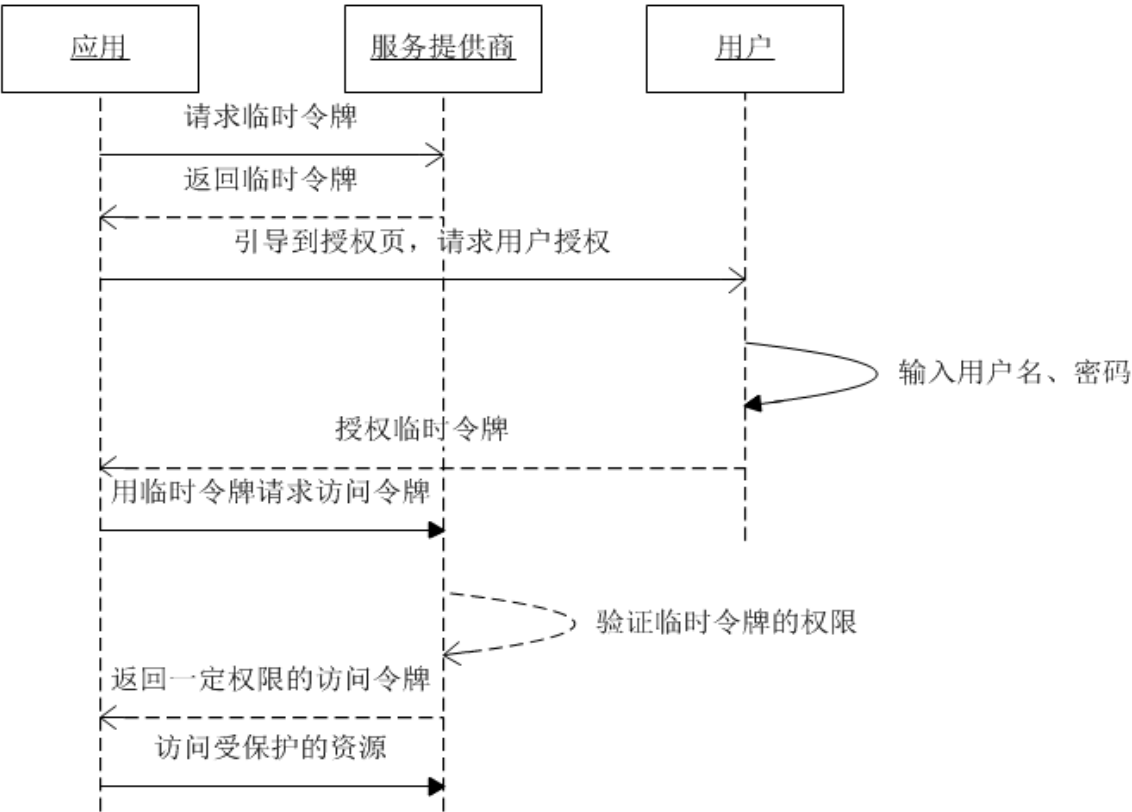 应用
服务提供商
用户
请求临时令牌
返回临时令牌
引导到授权页，请求用户授权
输入用户名、密码
授权临时令牌
用临时令牌请求访问令牌
验证临时令牌的权限
返回一定权限的访问令牌
访问受保护的资源